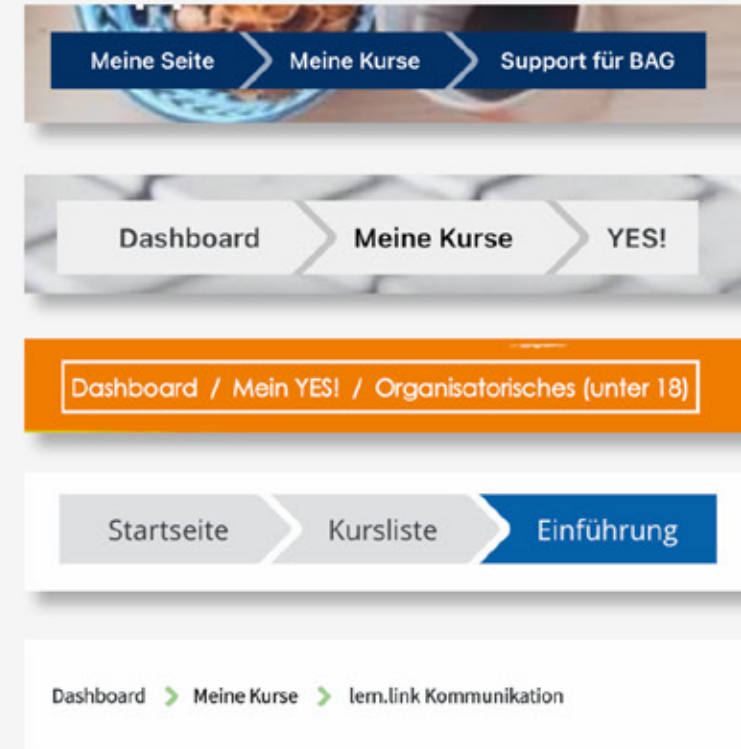 Meine Seite Meine Kurse Support für BAG
Dashboard Meine Kurse YES!
Dashboard / Mein YES! / Organisatorisches (unter 18)
Startseite Kursliste Einführung
Dashboard Meine Kurse lern.link Kommunikation